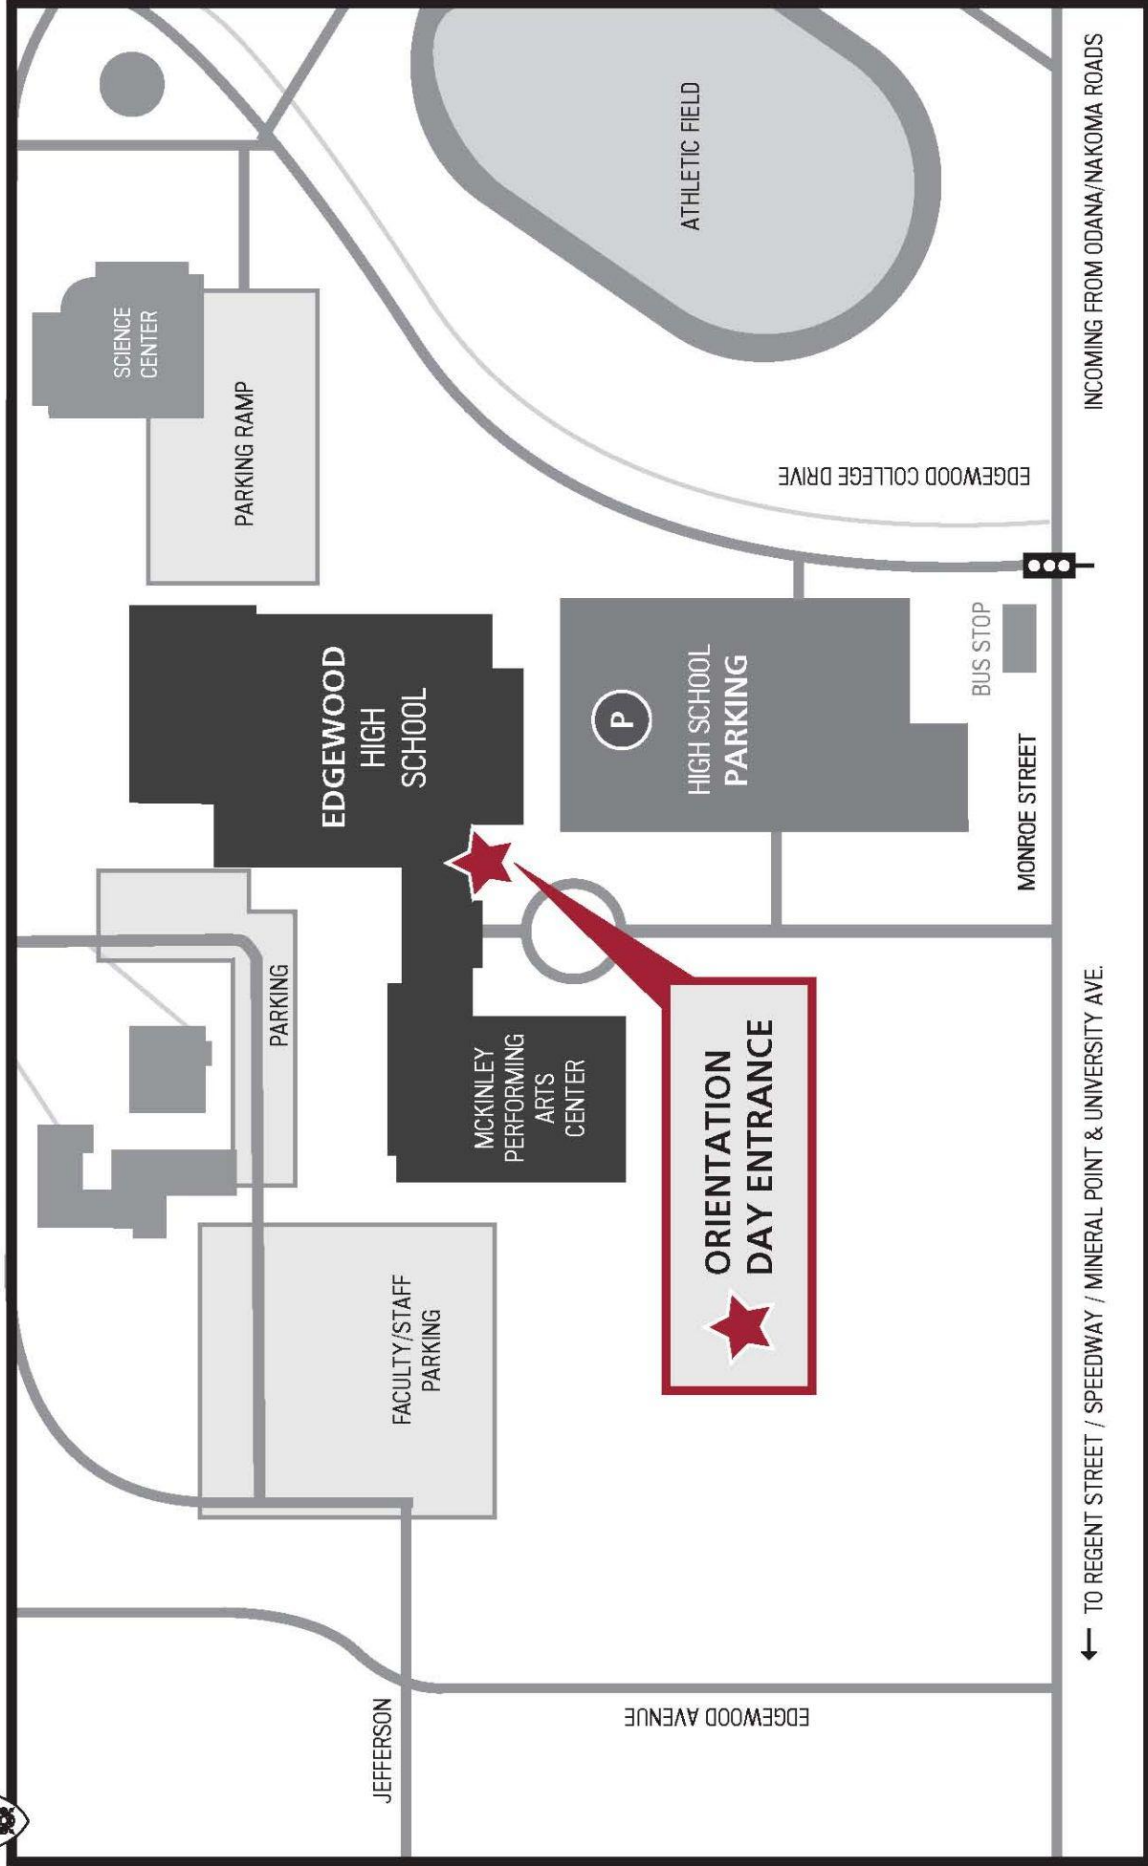 SCIENCE
CENTER
PARKING RAMP
ATHLETIC FIELD
EDGEWOOD COLLEGE DRIVE
INCOMING FROM ODANA/NAKOMA ROADS
EDGEWOOD
HIGH
SCHOOL
P
HIGH SCHOOL
PARKING
BUS STOP
MONROE STREET
PARKING
MCKINLEY
PERFORMING
ARTS
CENTER
ORIENTATION
DAY ENTRANCE
FACULTY/STAFF
PARKING
JEFFERSON
EDGEWOOD AVENUE
← TO REGENT STREET / SPEEDWAY / MINERAL POINT & UNIVERSITY AVE.